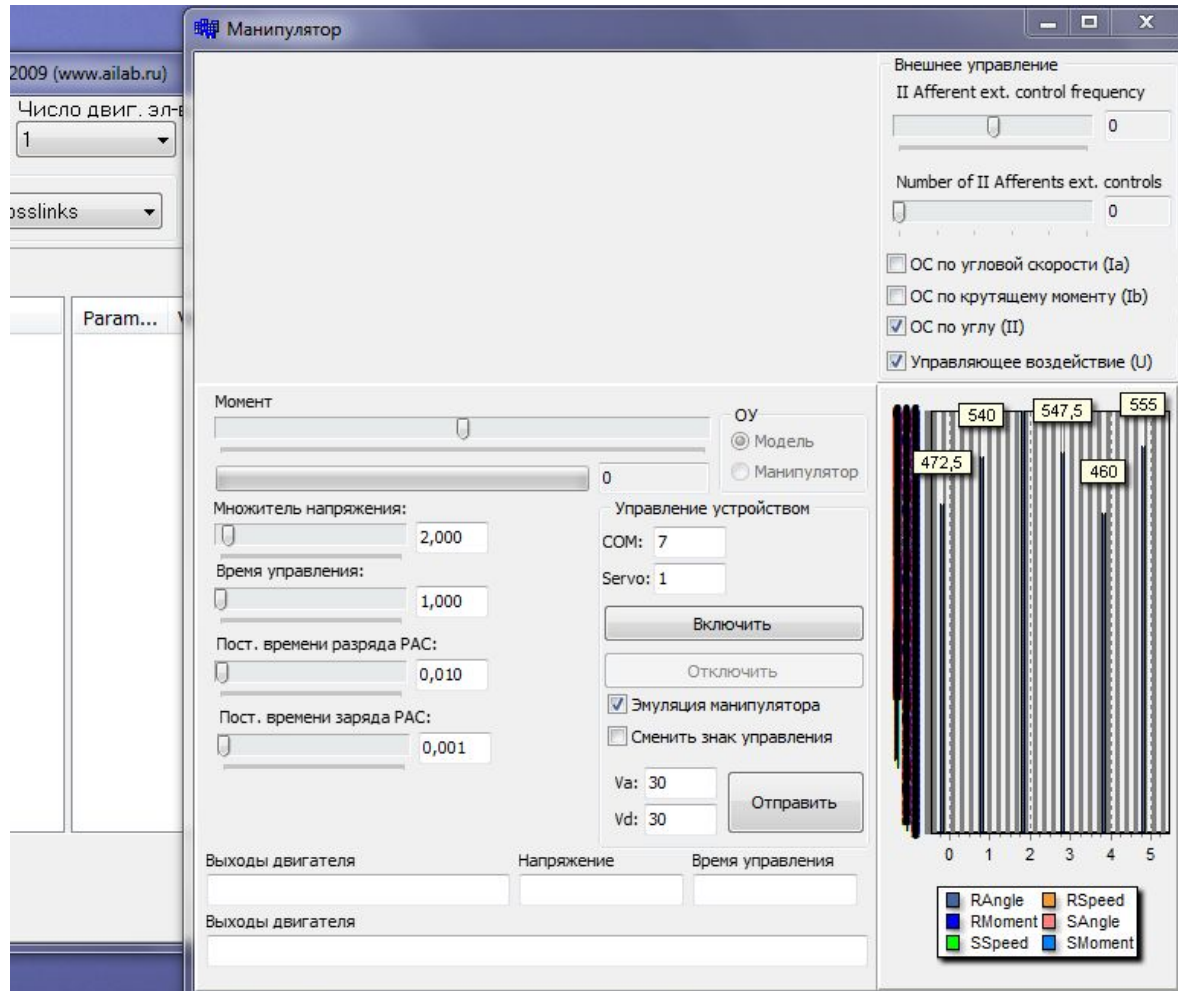 Манипулятор
2009 (www.ailab.ru)
Число двиг. эл-в
1
osslinks
Param...
Внешнее управление
II Afferent ext. control frequency
0
Number of II Afferents ext. controls
0
ОС по угловой скорости (Ia)
ОС по крутящему моменту (Ib)
ОС по углу (II)
Управляющее воздействие (U)
Момент
0
ОУ
Модель
Манипулятор
Множитель напряжения:
2,000
Время управления:
1,000
Пост. времени разряда РАС:
0,010
Пост. времени заряда РАС:
0,001
Управление устройством
COM: 7
Servo: 1
Включить
Отключить
Эмуляция манипулятора
Сменить знак управления
Va: 30
Vd: 30
Отправить
Выходы двигателя Напряжение Время управления
Выходы двигателя
472,5 540 547,5 460 555
0 1 2 3 4 5
RAngle RSpeed
RMoment SAngle
SSpeed SMoment